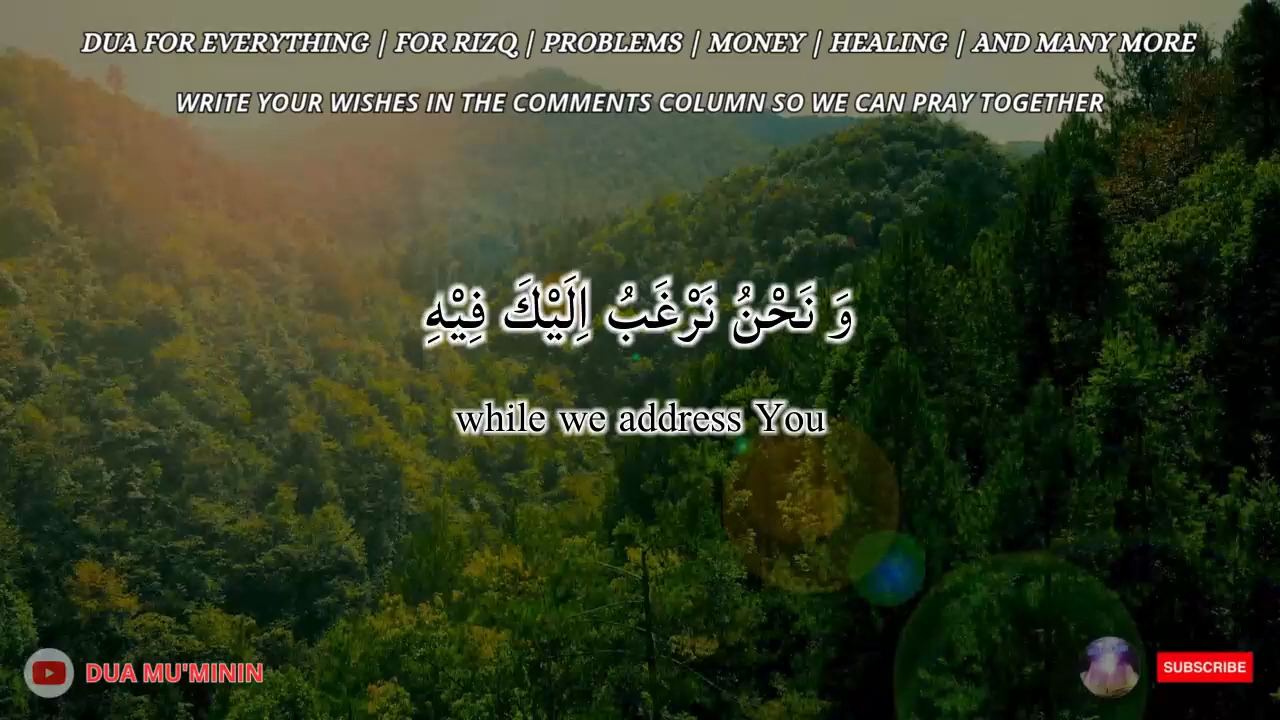 DUA FOR EVERYTHING | FOR RIZQ | PROBLEMS | MONEY | HEALING | AND MANY MORE
WRITE YOUR WISHES IN THE COMMENTS COLUMN SO WE CAN PRAY TOGETHER
وَ نَحْنُ نَرْغَبُ اِلَيْكَ فِيْهِ
while we address You
DUA MU'MININ
SUBSCRIBE